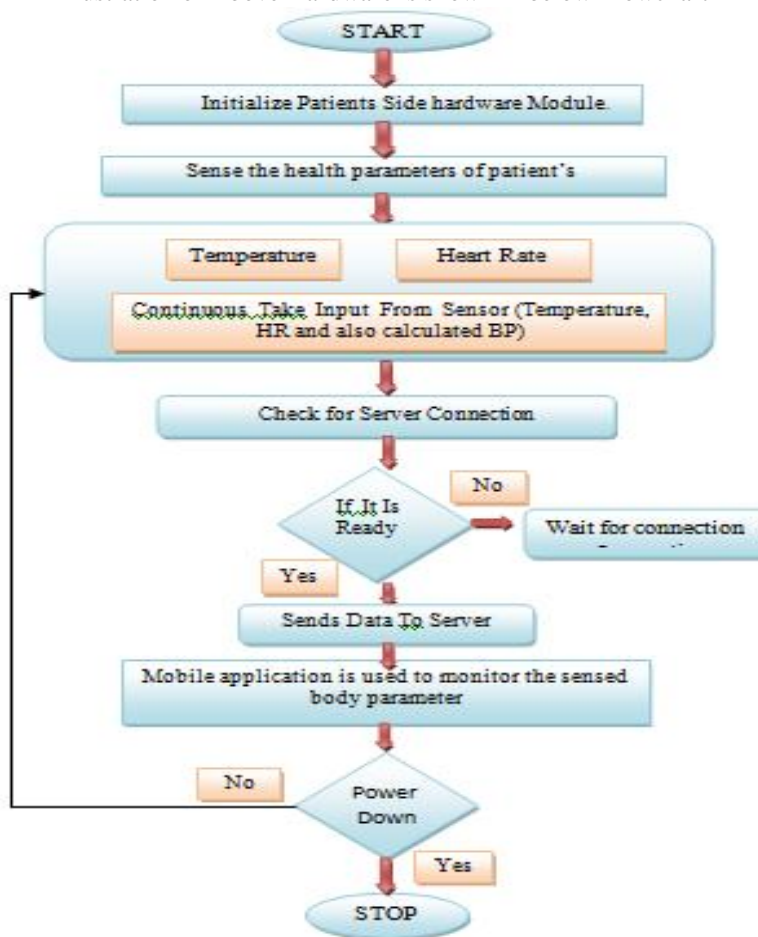 START
Initialize Patients Side hardware Module.
Sense the health parameters of patient's
Temperature
Heart Rate
Continuous Take Input From Sensor (Temperature,
HR and also calculated BP)
Check for Server Connection
If It Is
Ready
No
Wait for connection
Yes
Sends Data To Server
Mobile application is used to monitor the sensed
body parameter
No
Power
Down
Yes
STOP